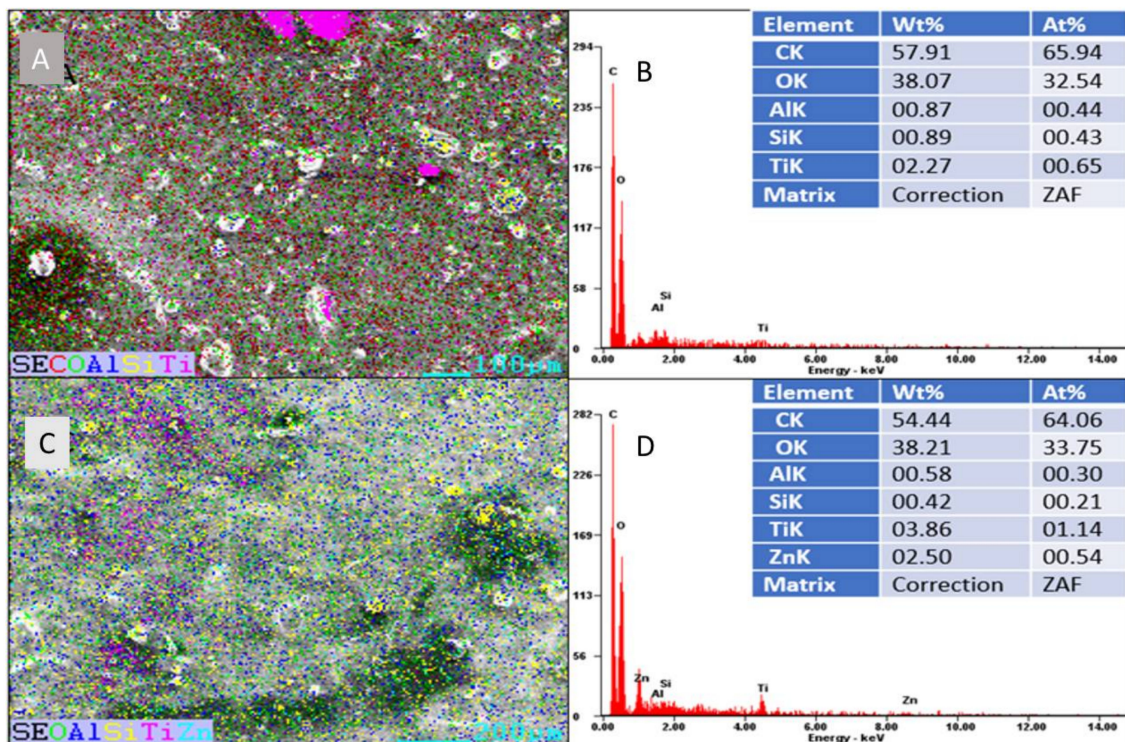 A
SECOAlSiTi
B
294
235
176
117
58
0
C
O
Al
Si
Ti
0.00 2.00 4.00 6.00 8.00 10.00 12.00 14.00
Energy - keV
Element Wt% At%
CK 57.91 65.94
OK 38.07 32.54
AlK 00.87 00.44
SiK 00.89 00.43
TiK 02.27 00.65
Matrix Correction ZAF
C
SEOAlSiTiZn
200µm
D
282
226
169
113
56
0
C
O
Zn
Al
Si
Ti
Zn
0.00 2.00 4.00 6.00 8.00 10.00 12.00 14.00
Energy - keV
Element Wt% At%
CK 54.44 64.06
OK 38.21 33.75
AlK 00.58 00.30
SiK 00.42 00.21
TiK 03.86 01.14
ZnK 02.50 00.54
Matrix Correction ZAF